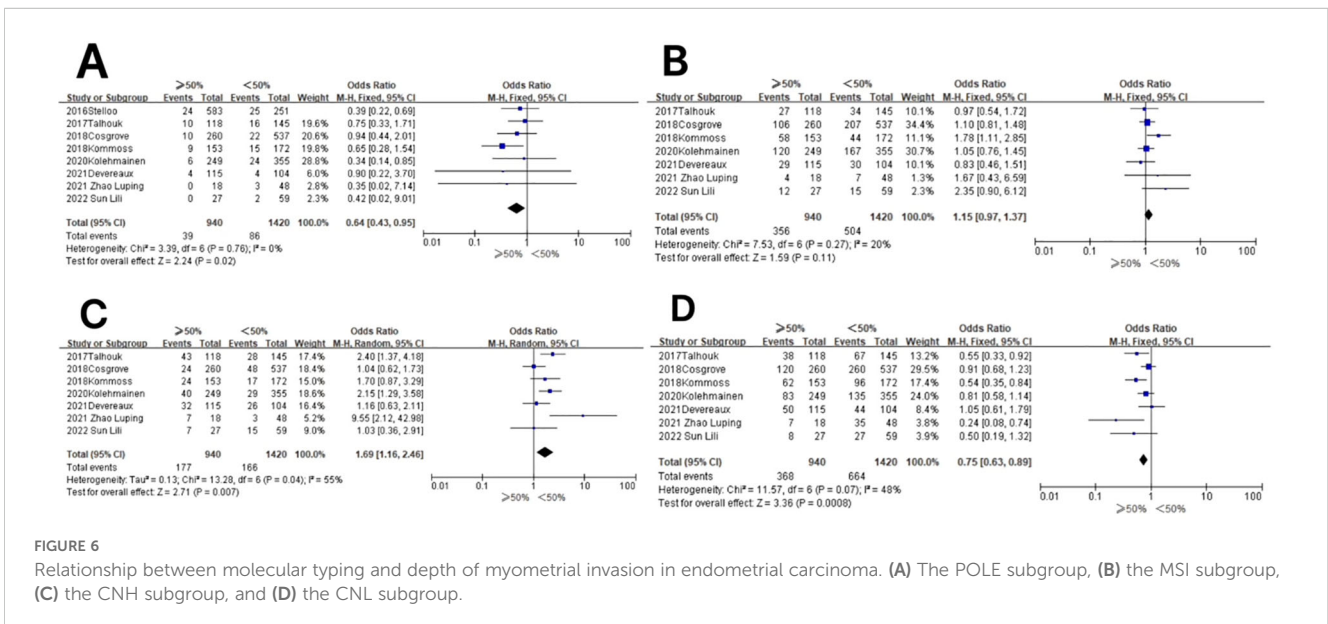 A
≥50% <50% Odds Ratio Odds Ratio
Study or Subgroup Events Total Events Total Weight M-H, Fixed, 95% CI M-H, Fixed, 95% CI
2016Stelloo 24 583 25 251 0.39 [0.22, 0.69]
2017Talhouk 10 118 16 145 19.6% 0.75 [0.33, 1.71]
2018Cosgrove 10 260 22 537 20.6% 0.94 [0.44, 2.01]
2018Kommoss 9 153 15 172 19.8% 0.65 [0.28, 1.54]
2020Kolehmainen 6 249 24 355 28.8% 0.34 [0.14, 0.85]
2021Devereaux 4 115 4 104 6.1% 0.90 [0.22, 3.70]
2021 Zhao Luping 0 18 3 48 2.8% 0.35 [0.02, 7.14]
2022 Sun Lili 0 27 2 59 2.3% 0.42 [0.02, 9.01]
Total (95% CI) 940 1420 100.0% 0.64 [0.43, 0.95]
Total events 39 86
Heterogeneity: Chi² = 3.39, df = 6 (P = 0.76); I² = 0%
Test for overall effect: Z = 2.24 (P = 0.02)
0.01 0.1 1 10 100
≥50% <50%
B
≥50% <50% Odds Ratio Odds Ratio
Study or Subgroup Events Total Events Total Weight M-H, Fixed, 95% CI M-H, Fixed, 95% CI
2017Talhouk 27 118 34 145 10.1% 0.97 [0.54, 1.72]
2018Cosgrove 106 260 207 537 34.4% 1.10 [0.81, 1.48]
2018Kommoss 58 153 44 172 11.1% 1.78 [1.11, 2.85]
2020Kolehmainen 120 249 167 355 30.7% 1.05 [0.76, 1.45]
2021Devereaux 29 115 30 104 10.1% 0.83 [0.46, 1.51]
2021 Zhao Luping 4 18 7 48 1.3% 1.67 [0.43, 6.59]
2022 Sun Lili 12 27 15 59 2.3% 2.35 [0.90, 6.12]
Total (95% CI) 940 1420 100.0% 1.15 [0.97, 1.37]
Total events 356 504
Heterogeneity: Chi² = 7.53, df = 6 (P = 0.27); I² = 20%
Test for overall effect: Z = 1.59 (P = 0.11)
0.01 0.1 1 10 100
≥50% <50%
C
≥50% <50% Odds Ratio Odds Ratio
Study or Subgroup Events Total Events Total Weight M-H, Random, 95% CI M-H, Random, 95% CI
2017Talhouk 43 118 28 145 17.4% 2.40 [1.37, 4.18]
2018Cosgrove 24 260 48 537 18.4% 1.04 [0.62, 1.73]
2018Kommoss 24 153 17 172 15.0% 1.70 [0.87, 3.29]
2020Kolehmainen 40 249 29 355 18.6% 2.15 [1.29, 3.58]
2021Devereaux 32 115 26 104 16.4% 1.16 [0.63, 2.11]
2021 Zhao Luping 7 18 3 48 5.2% 9.55 [2.12, 42.98]
2022 Sun Lili 7 27 15 59 9.0% 1.03 [0.36, 2.91]
Total (95% CI) 940 1420 100.0% 1.69 [1.16, 2.46]
Total events 177 166
Heterogeneity: Tau² = 0.13; Chi² = 13.28, df = 6 (P = 0.04); I² = 55%
Test for overall effect: Z = 2.71 (P = 0.007)
0.01 0.1 1 10 100
≥50% <50%
D
≥50% <50% Odds Ratio Odds Ratio
Study or Subgroup Events Total Events Total Weight M-H, Fixed, 95% CI M-H, Fixed, 95% CI
2017Talhouk 38 118 67 145 13.2% 0.55 [0.33, 0.92]
2018Cosgrove 120 260 260 537 29.5% 0.91 [0.68, 1.23]
2018Kommoss 62 153 96 172 17.4% 0.54 [0.35, 0.84]
2020Kolehmainen 83 249 135 355 24.0% 0.81 [0.58, 1.14]
2021Devereaux 50 115 44 104 8.4% 1.05 [0.61, 1.79]
2021 Zhao Luping 7 18 35 48 3.8% 0.24 [0.08, 0.74]
2022 Sun Lili 8 27 27 59 3.9% 0.50 [0.19, 1.32]
Total (95% CI) 940 1420 100.0% 0.75 [0.63, 0.89]
Total events 368 664
Heterogeneity: Chi² = 11.57, df = 6 (P = 0.07); I² = 48%
Test for overall effect: Z = 3.36 (P = 0.0008)
0.01 0.1 1 10 100
≥50% <50%
FIGURE 6
Relationship between molecular typing and depth of myometrial invasion in endometrial carcinoma. (A) The POLE subgroup, (B) the MSI subgroup,
(C) the CNH subgroup, and (D) the CNL subgroup.